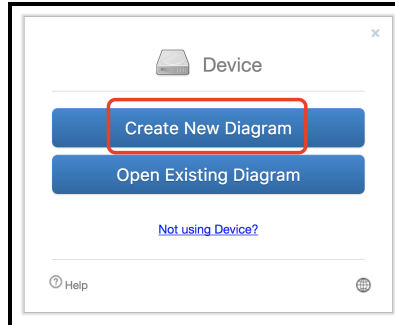 Device
Create New Diagram
Open Existing Diagram
Not using Device?
Help